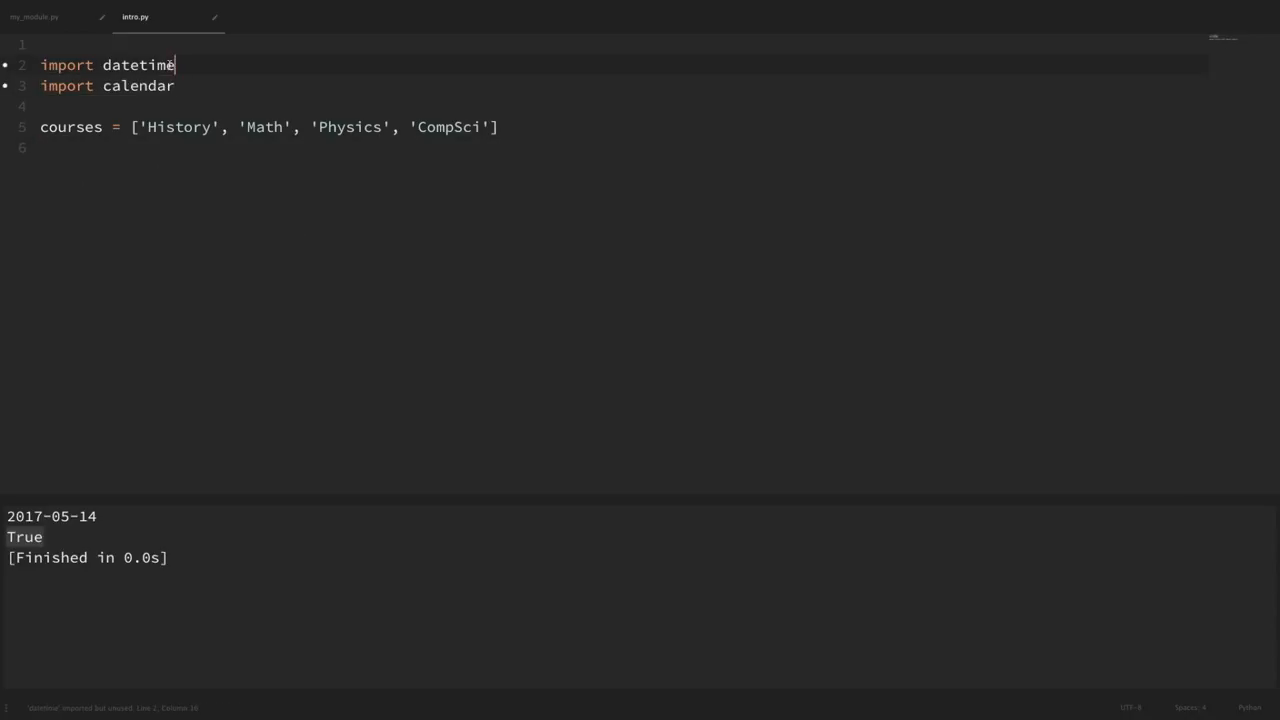 my_module.py
intro.py
1
2 import datetime
3 import calendar
4
5 courses = ['History', 'Math', 'Physics', 'CompSci']
6
2017-05-14
True
[Finished in 0.0s]
'datetime' imported but unused, Line 2, Column 16
UTF-8
Spaces: 4
Python